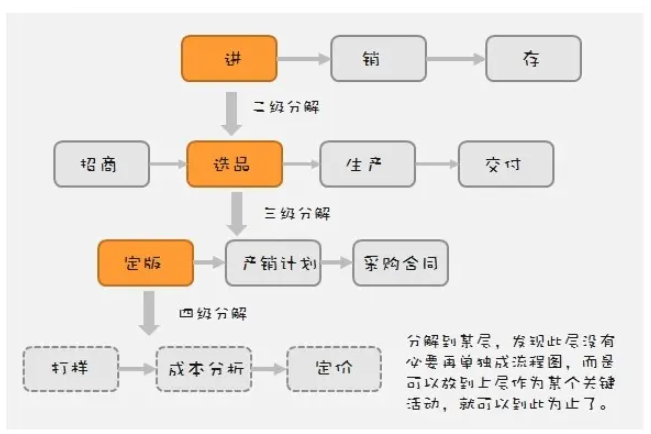 进 销 存
二级分解
招商 选品 生产 交付
三级分解
定版 产销计划 采购合同
四级分解
打样 成本分析 定价
分解到某层，发现此层没有
必要再单独成流程图，而是
可以放到上层作为某个关键
活动，就可以到此为止了。